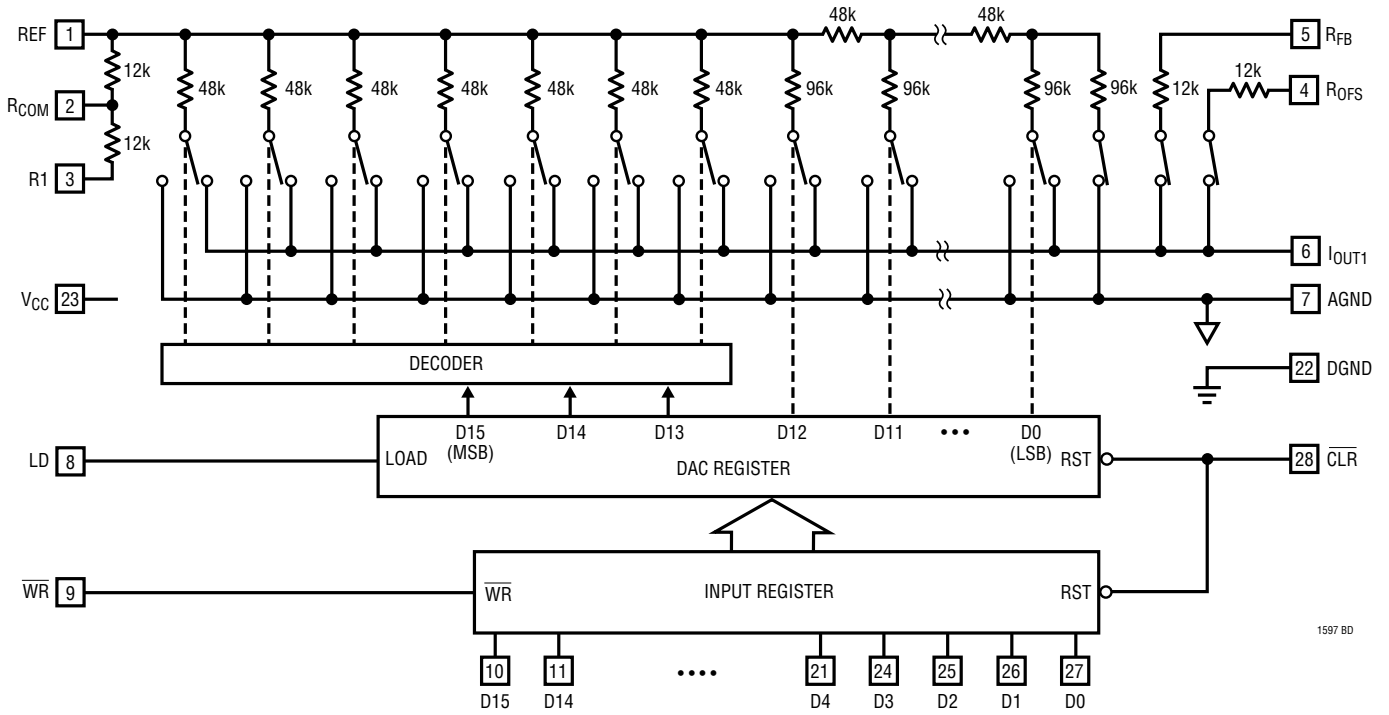 48k 48k
REF 1 5 RFB
12k
48k 48k 48k 48k 48k 48k 48k 96k 96k 96k 96k 12k 12k
RCOM 2 4 ROFS
12k
R1 3
6 IOUT1
VCC 23 7 AGND
DECODER
22 DGND
D15 D14 D13 D12 D11 ••• D0
(MSB) (LSB)
LD 8 LOAD DAC REGISTER RST 28 CLR
WR 9 WR INPUT REGISTER RST
1597 BD
10 11 •••• 21 24 25 26 27
D15 D14 D4 D3 D2 D1 D0